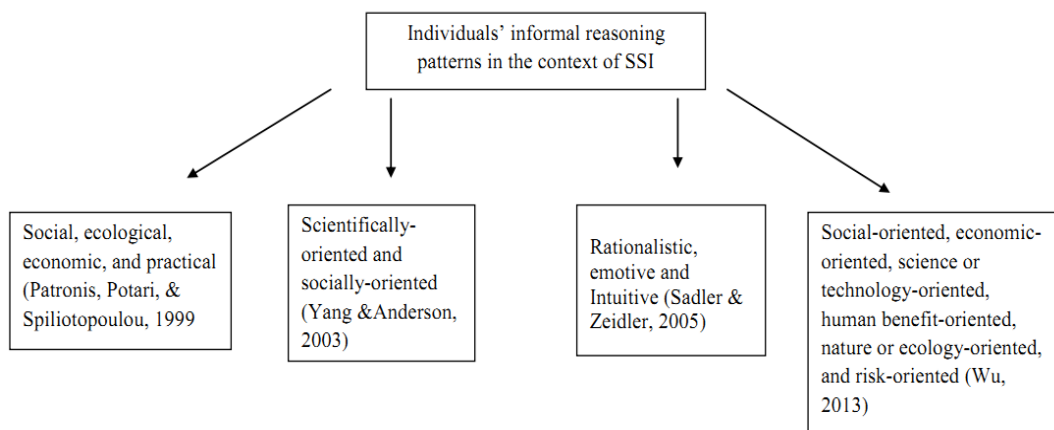 Individuals' informal reasoning
patterns in the context of SSI
Social, ecological,
economic, and practical
(Patronis, Potari, &
Spiliotopoulou, 1999
Scientifically-
oriented and
socially-oriented
(Yang &Anderson,
2003)
Rationalistic,
emotive and
Intuitive (Sadler &
Zeidler, 2005)
Social-oriented, economic-
oriented, science or
technology-oriented,
human benefit-oriented,
nature or ecology-oriented,
and risk-oriented (Wu,
2013)